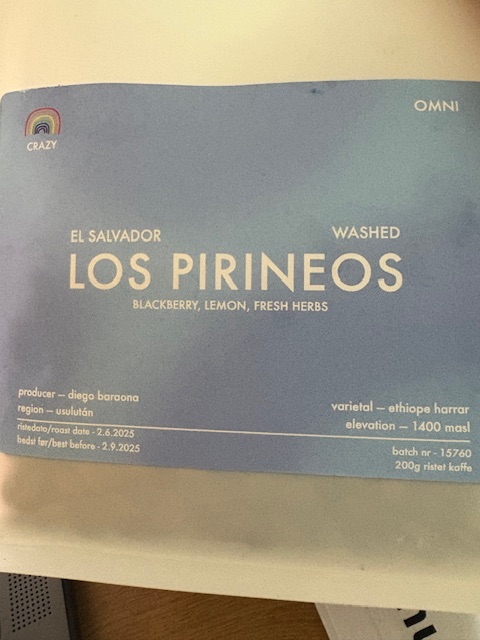 OMNI
CRAZY
EL SALVADOR
WASHED
LOS PIRINEOS
BLACKBERRY, LEMON, FRESH HERBS
producer – diego baraona
region – usulután
varietal – ethiope harrar
elevation – 1400 masl
ristedato/roast date - 2.6.2025
bedst før/best before - 2.9.2025
batch nr - 15760
200g ristet kaffe